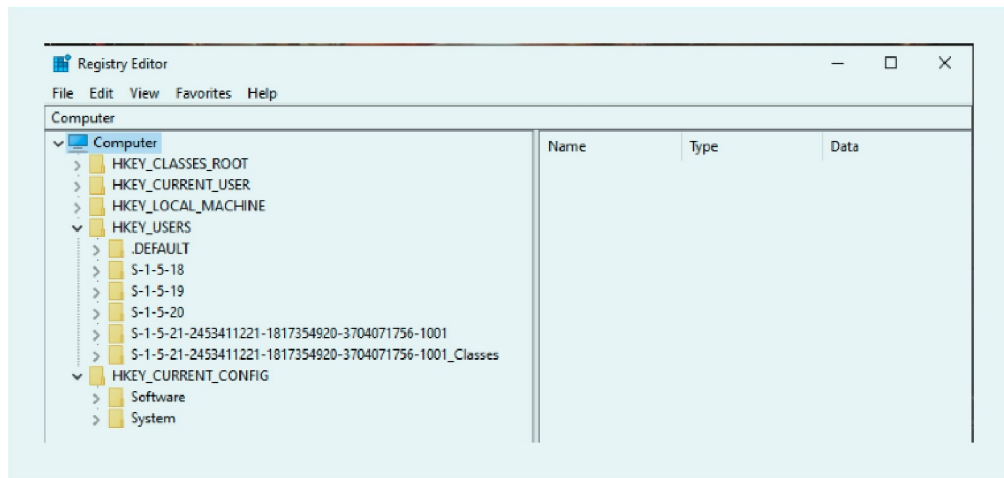 Registry Editor
File Edit View Favorites Help
Computer
Computer
HKEY_CLASSES_ROOT
HKEY_CURRENT_USER
HKEY_LOCAL_MACHINE
HKEY_USERS
.DEFAULT
S-1-5-18
S-1-5-19
S-1-5-20
S-1-5-21-2453411221-1817354920-3704071756-1001
S-1-5-21-2453411221-1817354920-3704071756-1001_Classes
HKEY_CURRENT_CONFIG
Software
System
Name Type Data